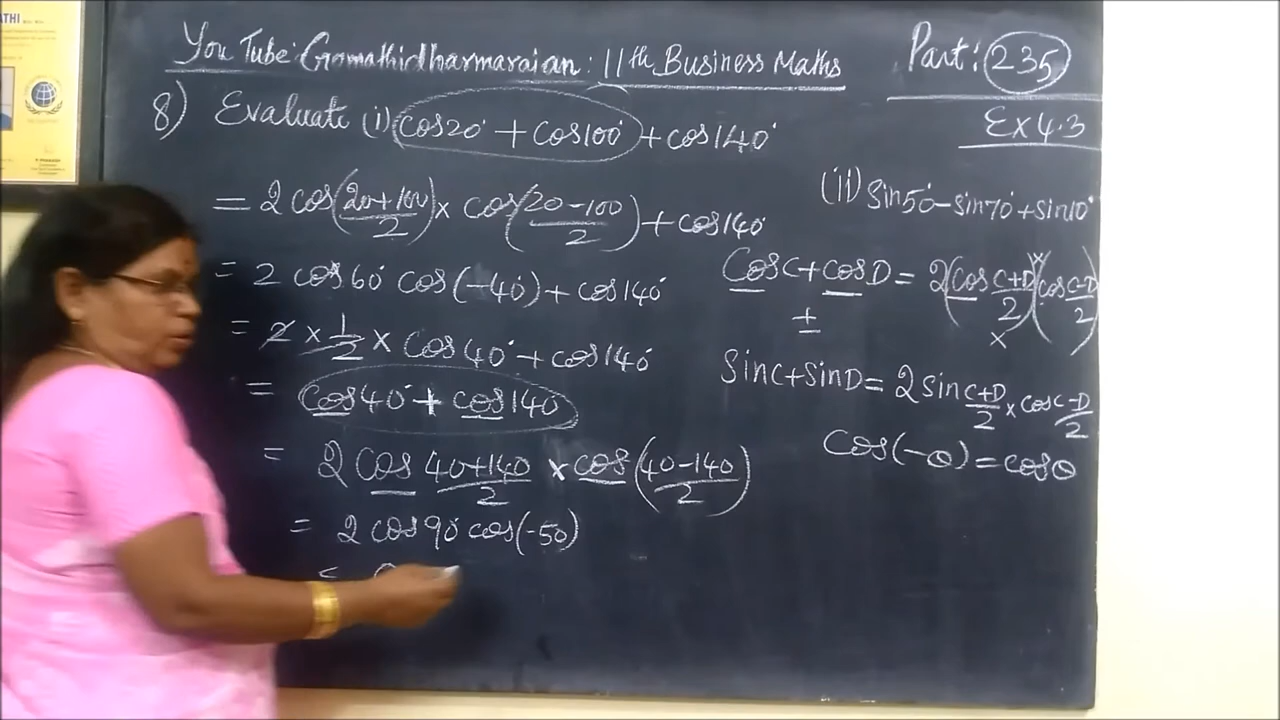 ATHI
You Tube: Gomathidharmarajan: 11th Business Maths
Part: 235
Ex 4.3
8) Evaluate (i) cos20° + cos100° + cos140°
= 2 cos(20+100/2) × cos(20-100/2) + cos140°
= 2 cos60° cos(-40°) + cos140°
= 2 × 1/2 × cos40° + cos140°
= cos40° + cos140°
= 2 cos 40+140/2 × cos(40-140/2)
= 2 cos90° cos(-50)
(ii) sin50° - sin70° + sin10°
cosC + cosD = 2(cos C+D/2)×(cos C-D/2)
±
×
sinC + sinD = 2 sin C+D/2 × cos C-D/2
cos(-θ) = cosθ